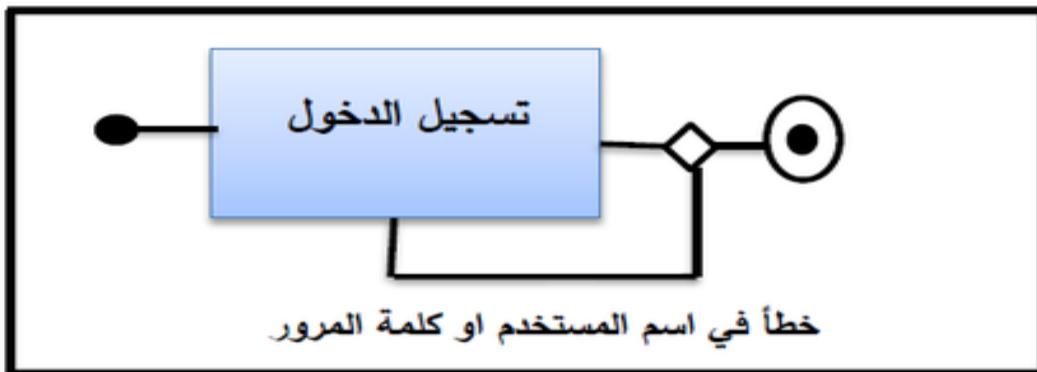 تسجيل الدخول
خطأ في اسم المستخدم او كلمة المرور